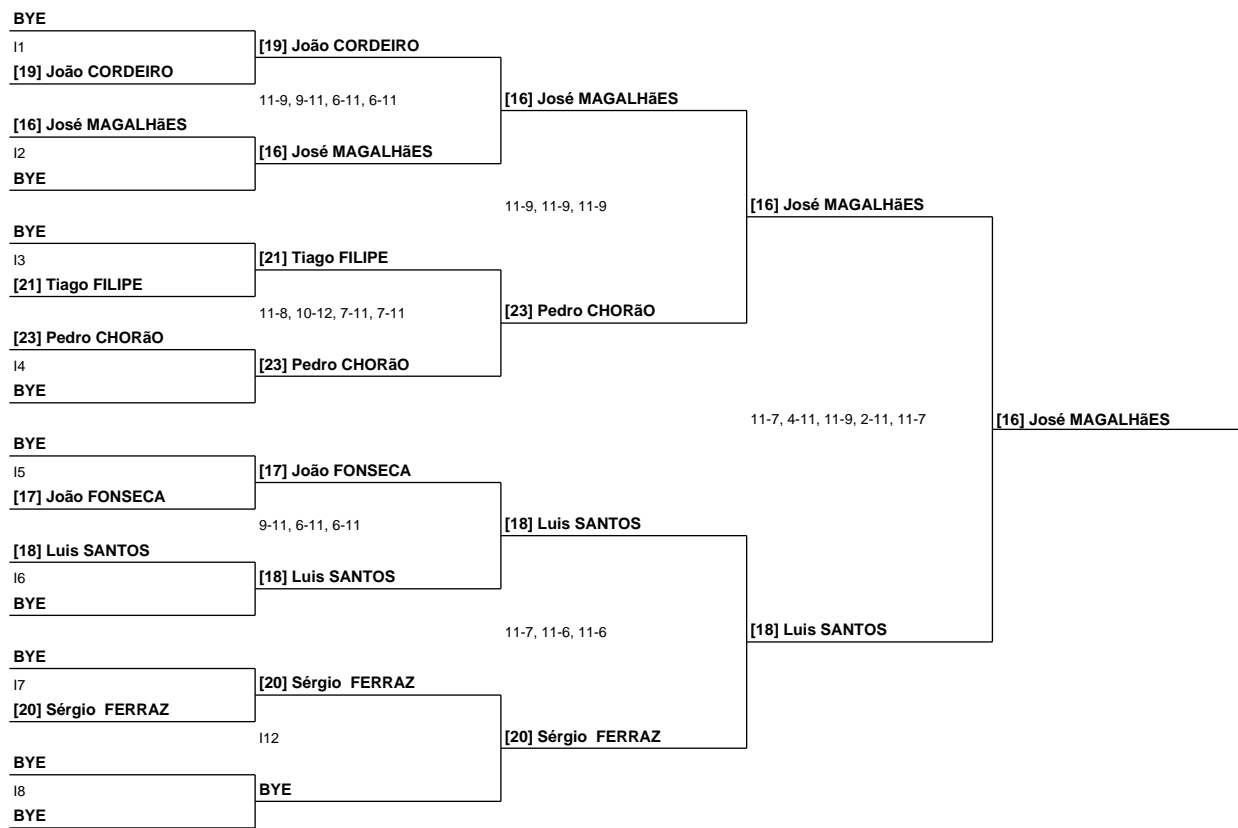 BYE
I1
[19] João CORDEIRO
[19] João CORDEIRO
11-9, 9-11, 6-11, 6-11
[16] José MAGALHãES
[16] José MAGALHãES
I2
BYE
[16] José MAGALHãES
11-9, 11-9, 11-9
[16] José MAGALHãES
BYE
I3
[21] Tiago FILIPE
[21] Tiago FILIPE
11-8, 10-12, 7-11, 7-11
[23] Pedro CHORãO
[23] Pedro CHORãO
I4
BYE
[23] Pedro CHORãO
11-7, 4-11, 11-9, 2-11, 11-7
[16] José MAGALHãES
BYE
I5
[17] João FONSECA
[17] João FONSECA
9-11, 6-11, 6-11
[18] Luis SANTOS
[18] Luis SANTOS
I6
BYE
[18] Luis SANTOS
11-7, 11-6, 11-6
[18] Luis SANTOS
BYE
I7
[20] Sérgio  FERRAZ
[20] Sérgio  FERRAZ
I12
[20] Sérgio  FERRAZ
BYE
I8
BYE
BYE